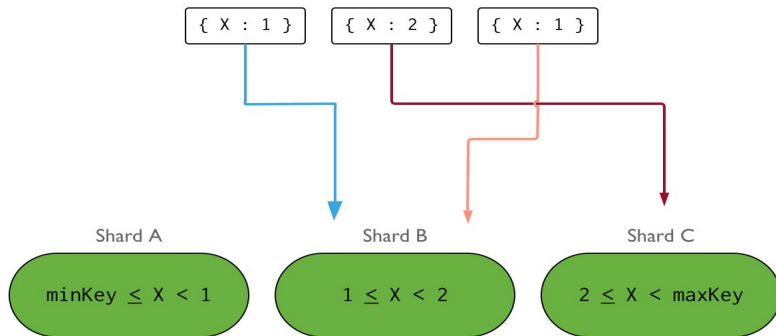 { X : 1 } { X : 2 } { X : 1 }
Shard A Shard B Shard C
minKey ≤ X < 1 1 ≤ X < 2 2 ≤ X < maxKey